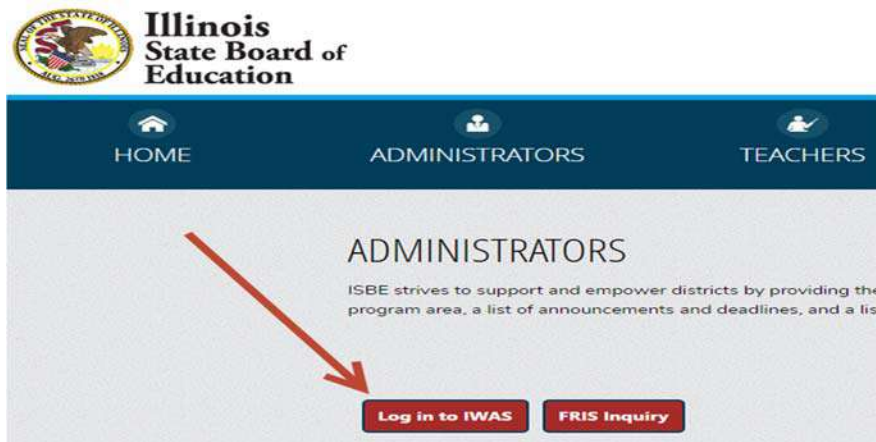 Illinois
State Board of
Education
HOME
ADMINISTRATORS
TEACHERS
ADMINISTRATORS
ISBE strives to support and empower districts by providing the
program area, a list of announcements and deadlines, and a lis
Log in to IWAS
FRIS Inquiry